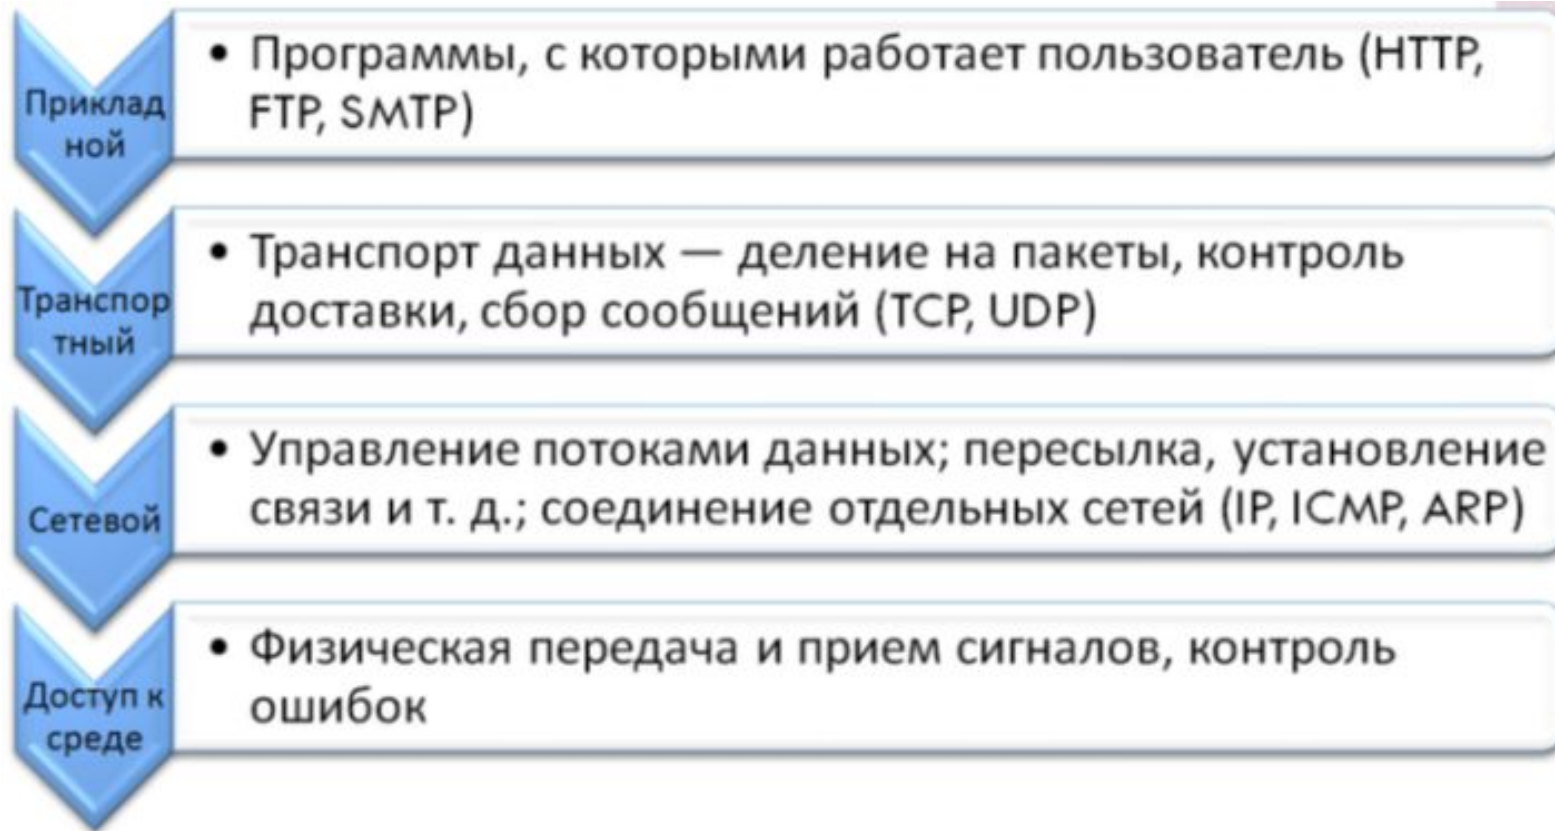 Приклад
ной
• Программы, с которыми работает пользователь (HTTP,
FTP, SMTP)
Транспор
тный
• Транспорт данных — деление на пакеты, контроль
доставки, сбор сообщений (TCP, UDP)
Сетевой
• Управление потоками данных; пересылка, установление
связи и т. д.; соединение отдельных сетей (IP, ICMP, ARP)
Доступ к
среде
• Физическая передача и прием сигналов, контроль
ошибок